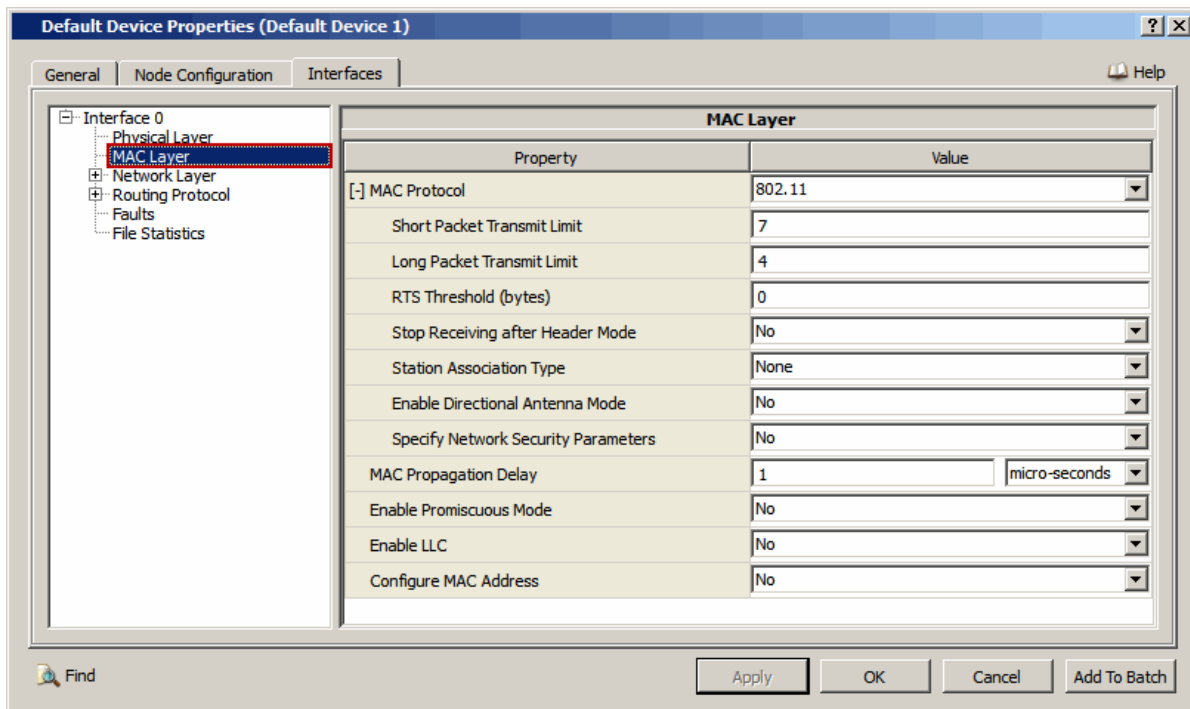 Default Device Properties (Default Device 1)
General
Node Configuration
Interfaces
Help
Interface 0
Physical Layer
MAC Layer
Network Layer
Routing Protocol
Faults
File Statistics
MAC Layer
Property Value
[-] MAC Protocol 802.11
Short Packet Transmit Limit 7
Long Packet Transmit Limit 4
RTS Threshold (bytes) 0
Stop Receiving after Header Mode No
Station Association Type None
Enable Directional Antenna Mode No
Specify Network Security Parameters No
MAC Propagation Delay 1 micro-seconds
Enable Promiscuous Mode No
Enable LLC No
Configure MAC Address No
Find
Apply
OK
Cancel
Add To Batch